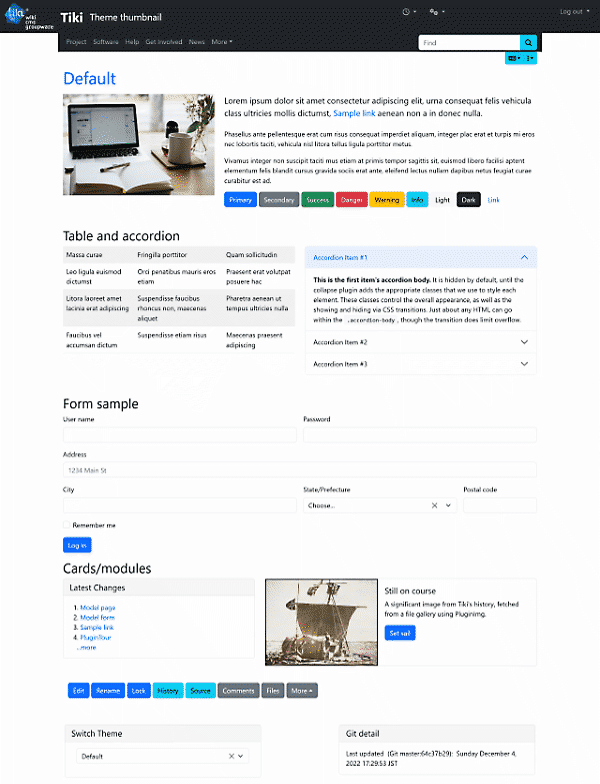 tiki
wiki
cms
groupware
Tiki Theme thumbnail
Log out
Project Software Help Get Involved News More
Find
Default
Lorem ipsum dolor sit amet consectetur adipiscing elit, urna consequat felis vehicula
class ultricies mollis dictumst, Sample link aenean non a in donec nulla.
Phasellus ante pellentesque erat cum risus consequat imperdiet aliquam, integer plac erat et turpis mi eros
nec lobortis taciti, vehicula nisl litora tellus ligula porttitor metus.
Vivamus integer non suscipit taciti mus etiam at primis tempor sagittis sit, euismod libero facilisi aptent
elementum felis blandit cursus gravida sociis erat ante, eleifend lectus nullam dapibus netus feugiat curae
curabitur est ad.
Primary Secondary Success Danger Warning Info Light Dark Link
Table and accordion
Massa curae Fringilla porttitor Quam sollicitudin
Leo ligula euismod Orci penatibus mauris eros Praesent erat volutpat
dictumst etiam posuere hac
Litora laoreet amet Suspendisse faucibus Pharetra aenean ut
lacinia erat adipiscing rhoncus non, maecenas tempus ultricies nulla
aliquet
Faucibus vel Suspendisse etiam risus Maecenas praesent
accumsan dictum adipiscing
Accordion Item #1
This is the first item's accordion body. It is hidden by default, until the
collapse plugin adds the appropriate classes that we use to style each
element. These classes control the overall appearance, as well as the
showing and hiding via CSS transitions. Just about any HTML can go
within the .accordion-body, though the transition does limit overflow.
Accordion Item #2
Accordion Item #3
Form sample
User name Password
Address
1234 Main St
City State/Prefecture Postal code
Choose...
Remember me
Log in
Cards/modules
Latest Changes
1. Model page
2. Model form
3. Sample link
4. PluginTour
...more
Still on course
A significant image from Tiki's history, fetched
from a file gallery using PluginImg.
Set sail
Edit Rename Lock History Source Comments Files More
Switch Theme
Default
Git detail
Last updated (Git master:64c37b29): Sunday December 4,
2022 17:29:53 JST